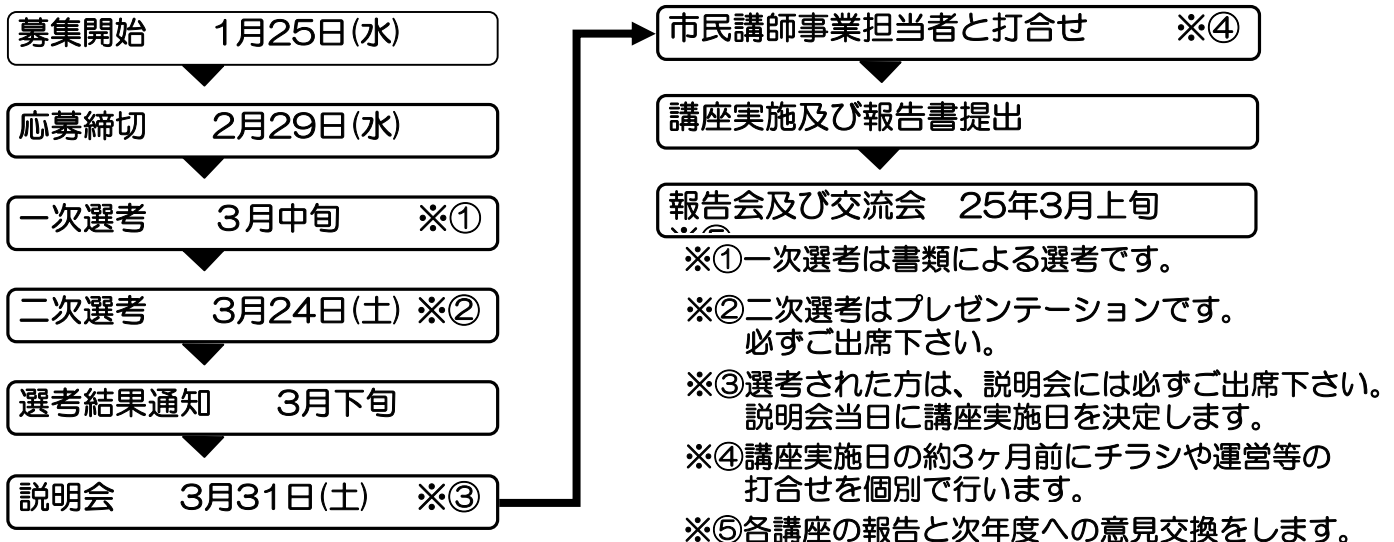 募集開始　　1月25日(水)
応募締切　　2月29日(水)
一次選考　　3月中旬　　※①
二次選考　　3月24日(土) ※②
選考結果通知　　3月下旬
説明会　　3月31日(土)　※③
市民講師事業担当者と打合せ　　※④
講座実施及び報告書提出
報告会及び交流会　25年3月上旬
※①一次選考は書類による選考です。
※②二次選考はプレゼンテーションです。
必ずご出席下さい。
※③選考された方は、説明会には必ずご出席下さい。
説明会当日に講座実施日を決定します。
※④講座実施日の約3ヶ月前にチラシや運営等の
打合せを個別で行います。
※⑤各講座の報告と次年度への意見交換をします。